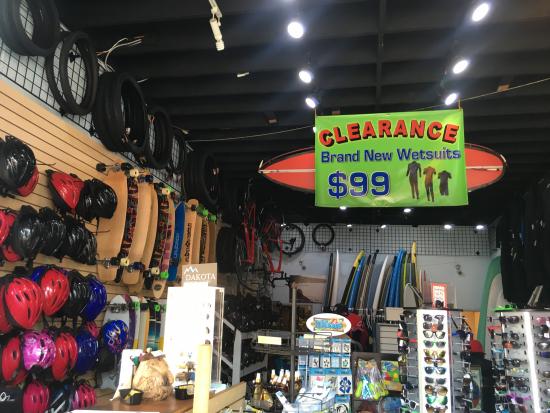 CLEARANCE
Brand New Wetsuits
$99
DAKOTA